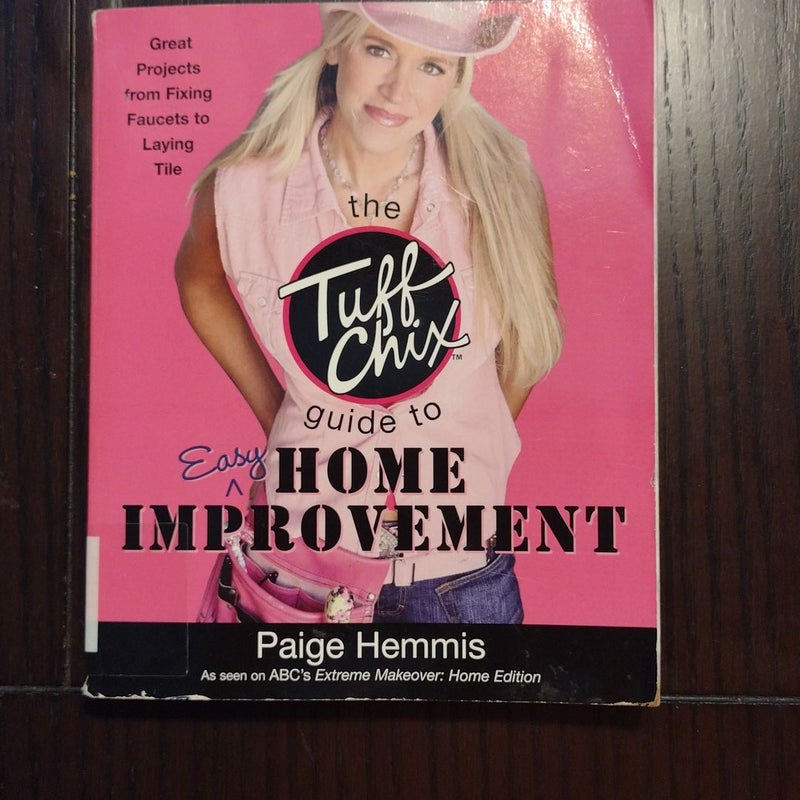 Great
Projects
from Fixing
Faucets to
Laying
Tile
the
Tuff
Chix™
guide to
Easy
^ HOME
IMPROVEMENT
Paige Hemmis
As seen on ABC's Extreme Makeover: Home Edition